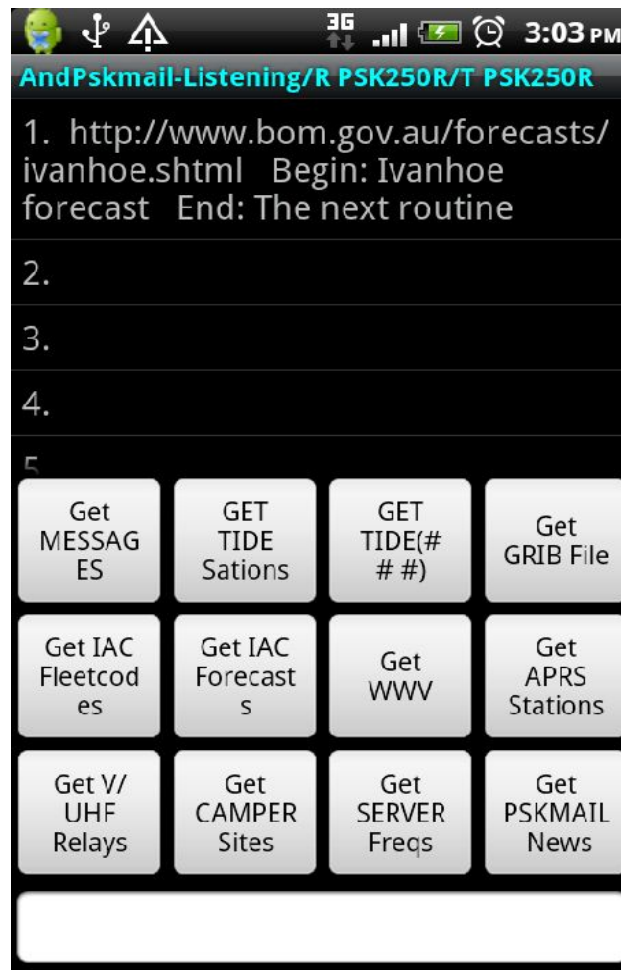 3G 3:03 PM
AndPskmail-Listening/R PSK250R/T PSK250R
1. http://www.bom.gov.au/forecasts/
ivanhoe.shtml Begin: Ivanhoe
forecast End: The next routine
2.
3.
4.
5
Get
MESSAG
ES
GET
TIDE
Sations
GET
TIDE(#
# #)
Get
GRIB File
Get IAC
Fleetcod
es
Get IAC
Forecast
s
Get
WWV
Get
APRS
Stations
Get V/
UHF
Relays
Get
CAMPER
Sites
Get
SERVER
Freqs
Get
PSKMAIL
News